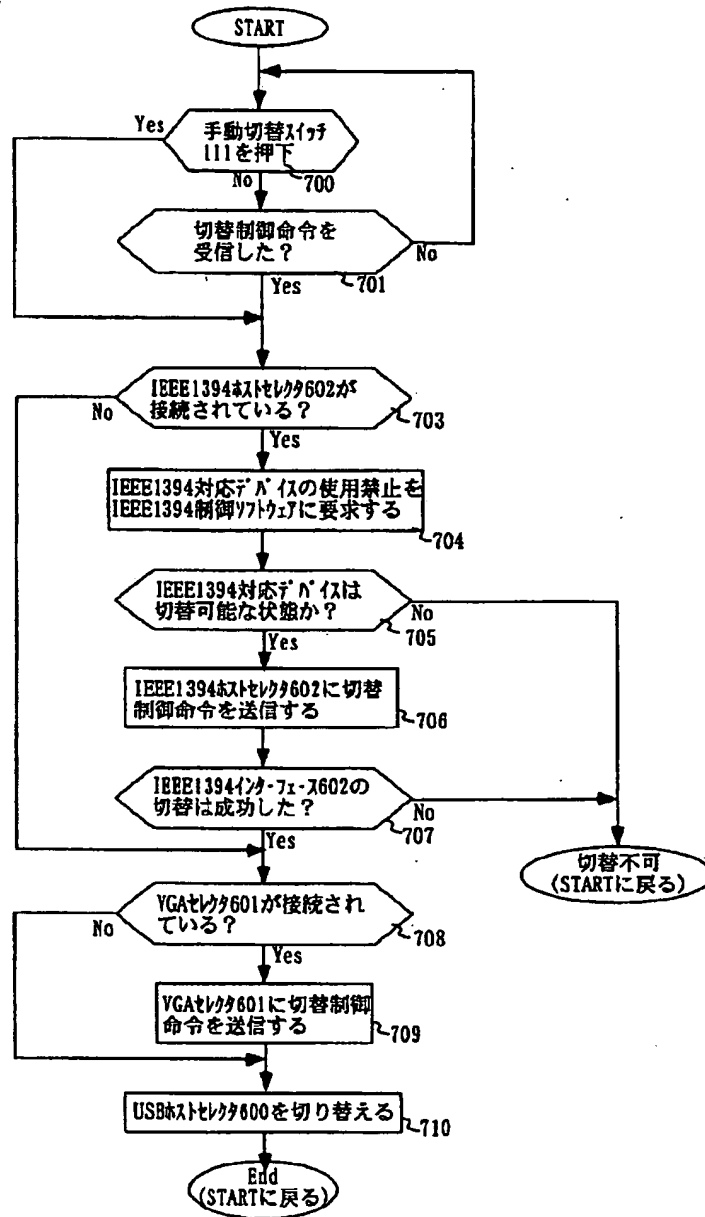 START
Yes
手動切替スイッチ
111を押下
700
No
切替制御命令を
受信した？
No
701
Yes
IEEE1394ホストセレクタ602が
接続されている？
No
703
Yes
IEEE1394対応デバイスの使用禁止を
IEEE1394制御ソフトウェアに要求する
704
IEEE1394対応デバイスは
切替可能な状態か？
No
705
Yes
IEEE1394ホストセレクタ602に切替
制御命令を送信する
706
IEEE1394インターフェース602の
切替は成功した？
No
707
Yes
切替不可
(STARTに戻る)
VGAセレクタ601が接続され
ている？
No
708
Yes
VGAセレクタ601に切替制御
命令を送信する
709
USBホストセレクタ600を切り替える
710
End
(STARTに戻る)